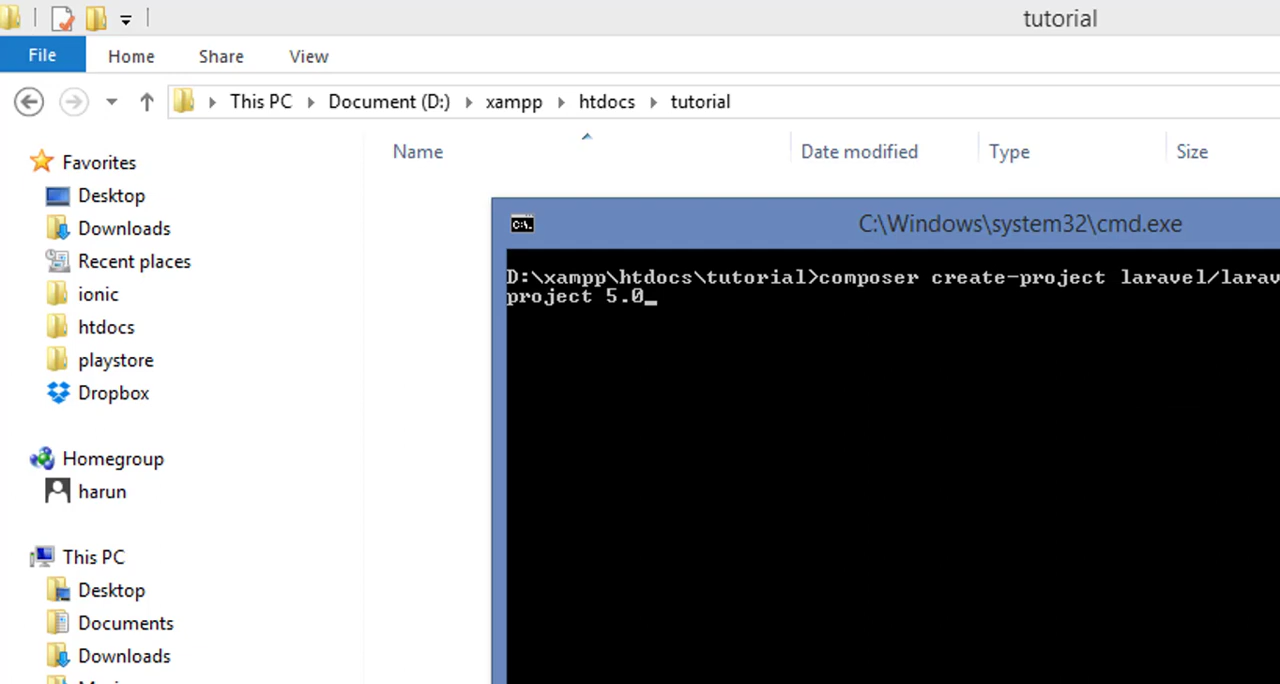 tutorial
File Home Share View
This PC Document (D:) xampp htdocs tutorial
Name Date modified Type Size
Favorites
Desktop
Downloads
Recent places
ionic
htdocs
playstore
Dropbox
Homegroup
harun
This PC
Desktop
Documents
Downloads
C:\Windows\system32\cmd.exe
D:\xampp\htdocs\tutorial>composer create-project laravel/larav
project 5.0_